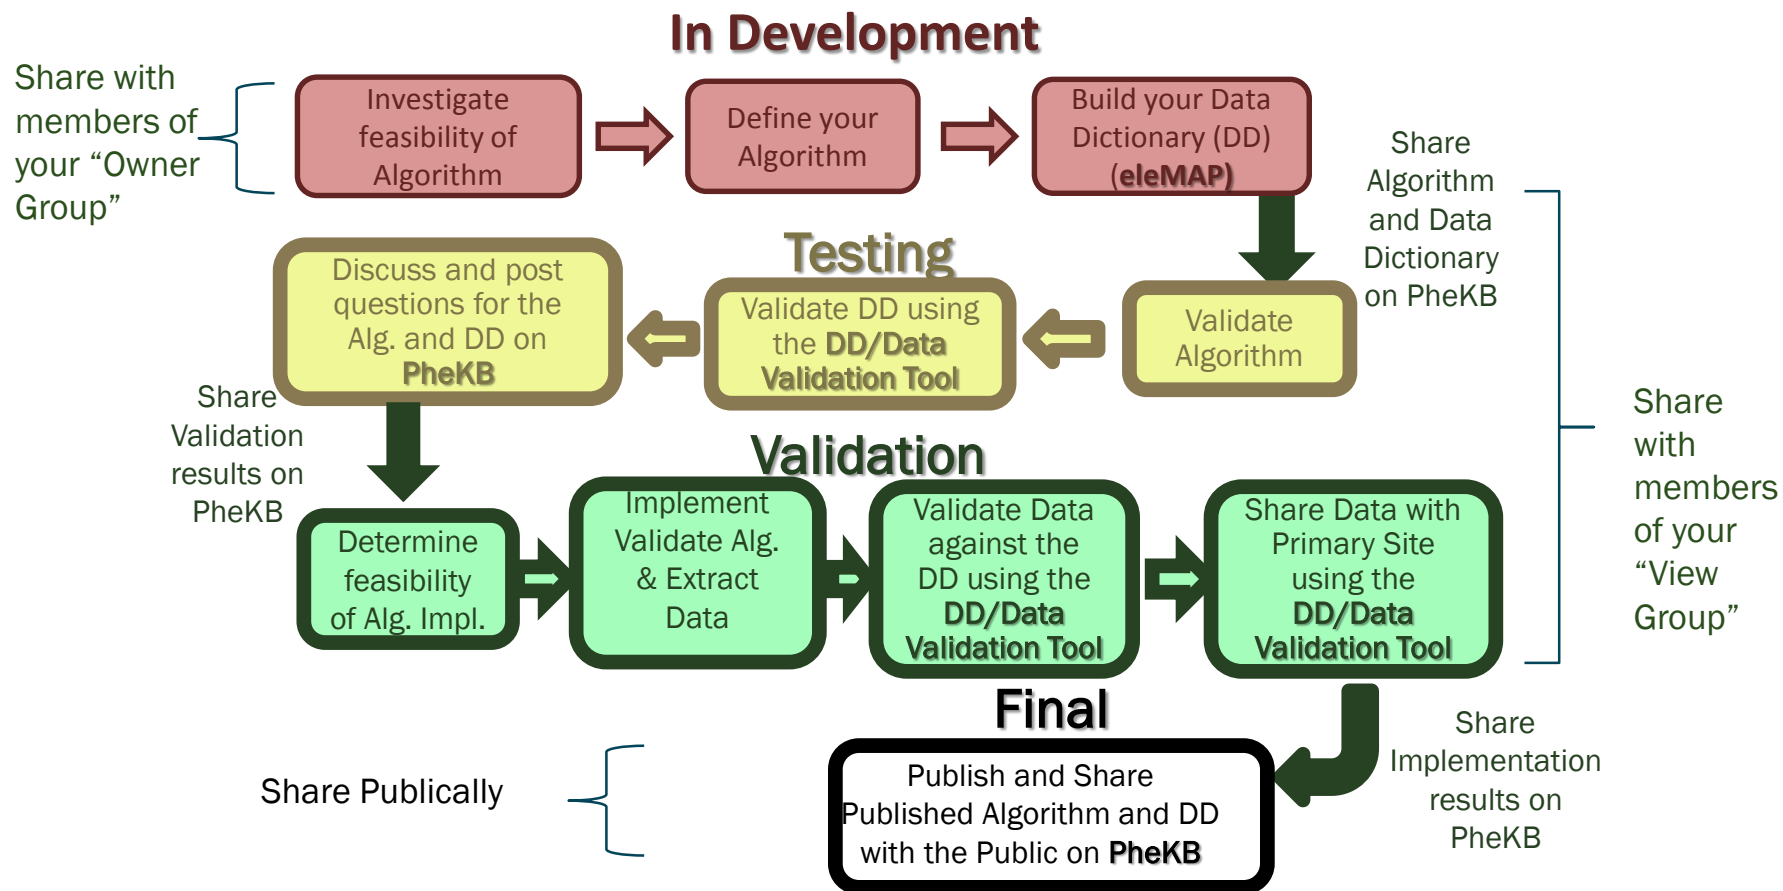 In Development
Share with
members of
your “Owner
Group”
Investigate
feasibility of
Algorithm
Define your
Algorithm
Build your Data
Dictionary (DD)
(eleMAP)
Share
Algorithm
and Data
Dictionary
on PheKB
Testing
Discuss and post
questions for the
Alg. and DD on
PheKB
Validate DD using
the DD/Data
Validation Tool
Validate
Algorithm
Share
Validation
results on
PheKB
Share
with
members
of your
“View
Group”
Validation
Determine
feasibility
of Alg. Impl.
Implement
Validate Alg.
& Extract
Data
Validate Data
against the
DD using the
DD/Data
Validation Tool
Share Data with
Primary Site
using the
DD/Data
Validation Tool
Final
Share Publically
Publish and Share
Published Algorithm and DD
with the Public on PheKB
Share
Implementation
results on
PheKB